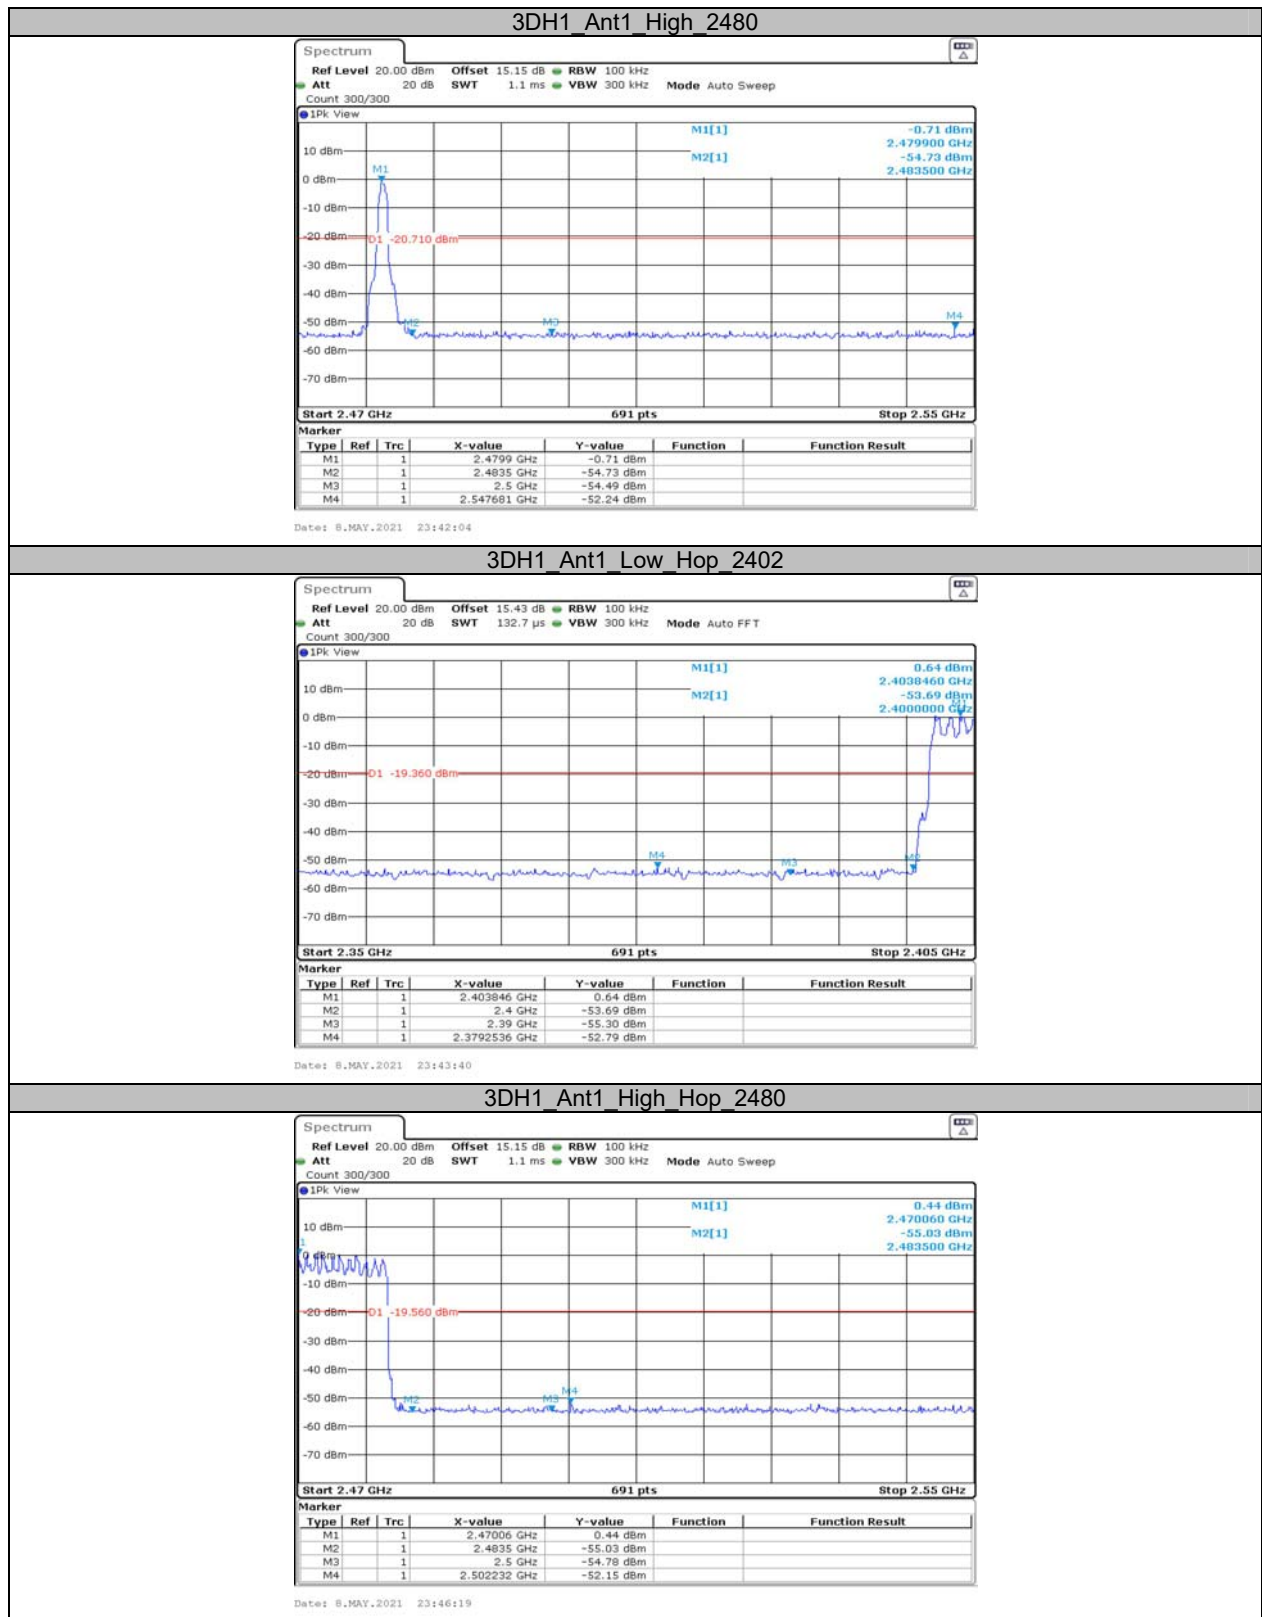 3DH1_Ant1_High_2480
Spectrum
Ref Level 20.00 dBm Offset 15.15 dB RBW 100 kHz
Att 20 dB SWT 1.1 ms VBW 300 kHz Mode Auto Sweep
Count 300/300
1Pk View
M1[1] -0.71 dBm
2.479900 GHz
10 dBm
M2[1] -54.73 dBm
2.483500 GHz
M1
0 dBm
-10 dBm
-20 dBm
D1 -20.710 dBm
-30 dBm
-40 dBm
M4
-50 dBm
M2 M3
-60 dBm
-70 dBm
Start 2.47 GHz 691 pts Stop 2.55 GHz
Marker
Type Ref Trc X-value Y-value Function Function Result
M1 1 2.4799 GHz -0.71 dBm
M2 1 2.4835 GHz -54.73 dBm
M3 1 2.5 GHz -54.49 dBm
M4 1 2.547681 GHz -52.24 dBm
Date: 8.MAY.2021 23:42:04
3DH1_Ant1_Low_Hop_2402
Spectrum
Ref Level 20.00 dBm Offset 15.43 dB RBW 100 kHz
Att 20 dB SWT 132.7 µs VBW 300 kHz Mode Auto FFT
Count 300/300
1Pk View
M1[1] 0.64 dBm
2.4038460 GHz
10 dBm
M2[1] -53.69 dBm
2.4000000 GHz
M1
0 dBm
-10 dBm
-20 dBm
D1 -19.360 dBm
-30 dBm
-40 dBm
-50 dBm
M4 M3 M2
-60 dBm
-70 dBm
Start 2.35 GHz 691 pts Stop 2.405 GHz
Marker
Type Ref Trc X-value Y-value Function Function Result
M1 1 2.403846 GHz 0.64 dBm
M2 1 2.4 GHz -53.69 dBm
M3 1 2.39 GHz -55.30 dBm
M4 1 2.3792536 GHz -52.79 dBm
Date: 8.MAY.2021 23:43:40
3DH1_Ant1_High_Hop_2480
Spectrum
Ref Level 20.00 dBm Offset 15.15 dB RBW 100 kHz
Att 20 dB SWT 1.1 ms VBW 300 kHz Mode Auto Sweep
Count 300/300
1Pk View
M1[1] 0.44 dBm
2.470060 GHz
10 dBm
M2[1] -55.03 dBm
2.483500 GHz
1
0 dBm
-10 dBm
-20 dBm
D1 -19.560 dBm
-30 dBm
-40 dBm
-50 dBm
M2 M3 M4
-60 dBm
-70 dBm
Start 2.47 GHz 691 pts Stop 2.55 GHz
Marker
Type Ref Trc X-value Y-value Function Function Result
M1 1 2.47006 GHz 0.44 dBm
M2 1 2.4835 GHz -55.03 dBm
M3 1 2.5 GHz -54.78 dBm
M4 1 2.502232 GHz -52.15 dBm
Date: 8.MAY.2021 23:46:19